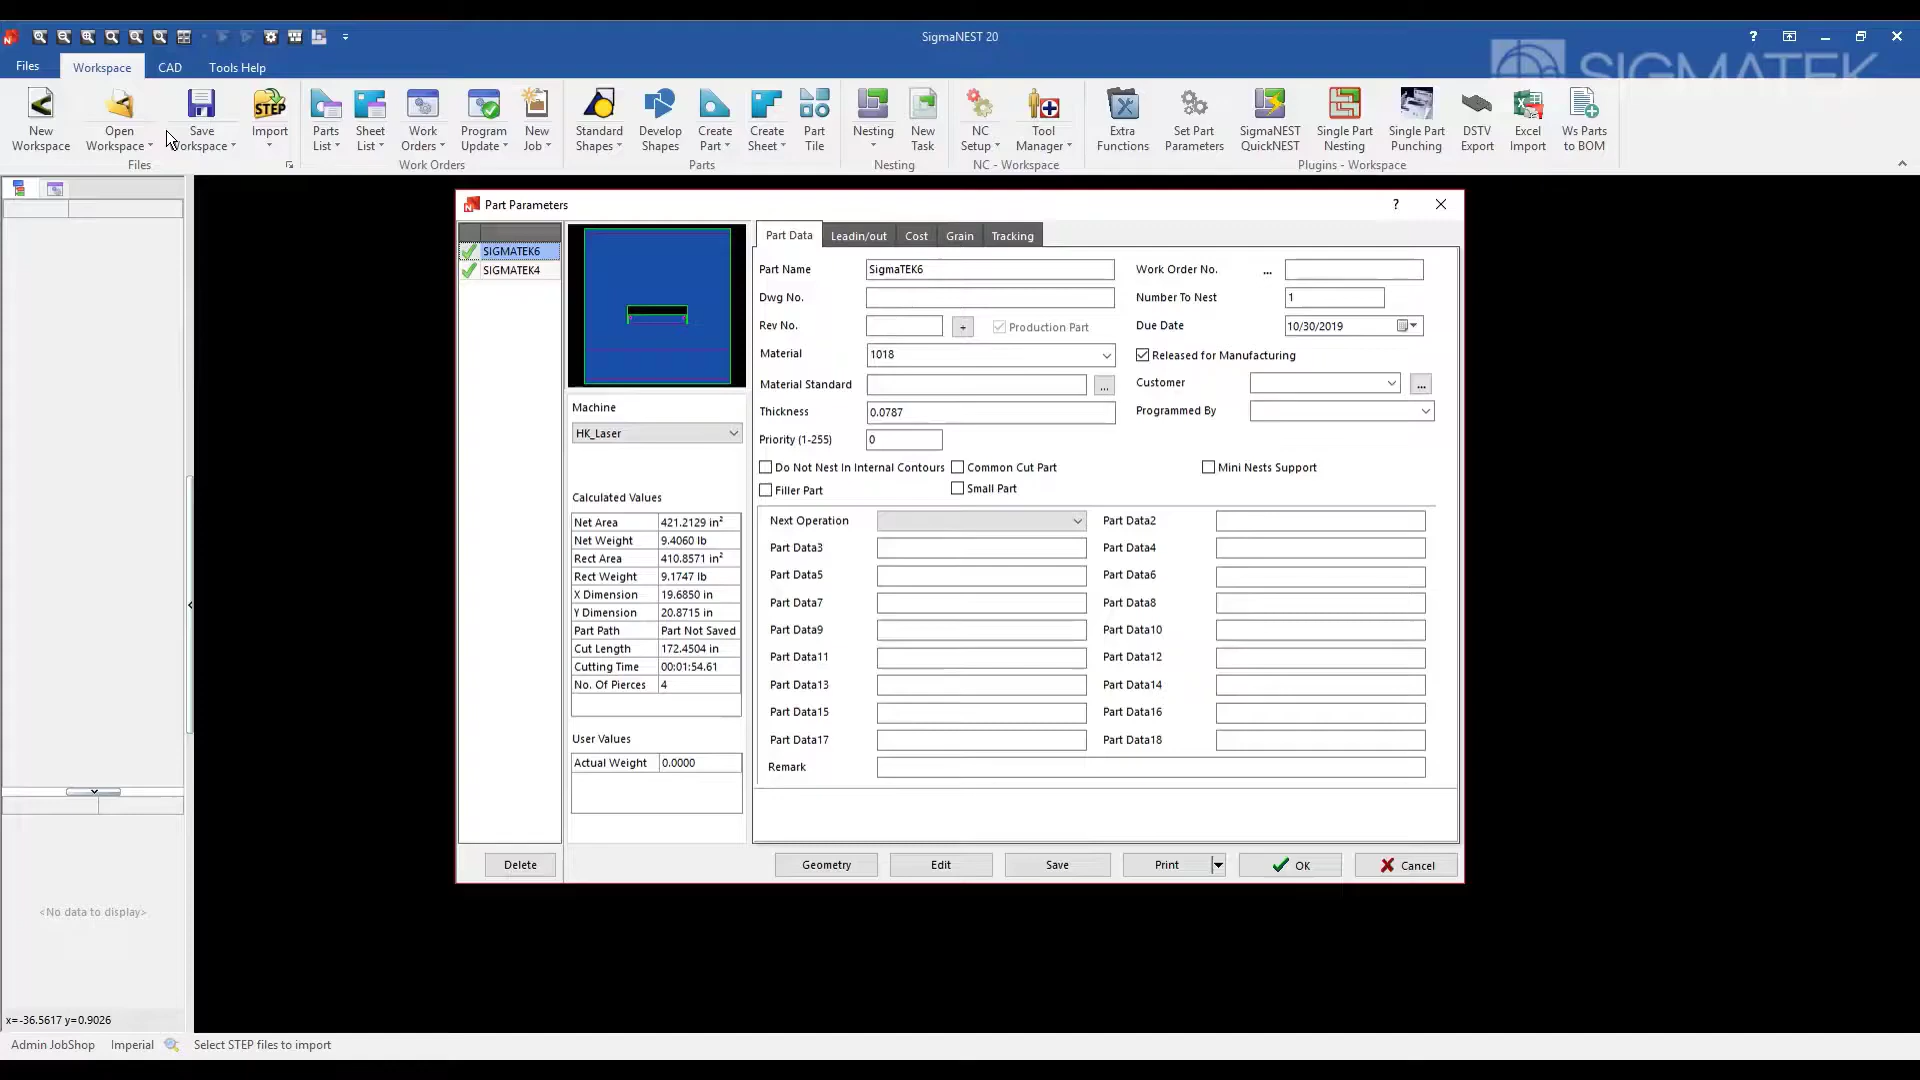 SigmaNEST 20
SIGMATEK
Files Workspace CAD Tools Help
New Workspace
Open Workspace
Save Workspace
Import
Parts List
Sheet List
Work Orders
Program Update
New Job
Standard Shapes
Develop Shapes
Create Part
Create Sheet
Part Tile
Nesting
New Task
NC Setup
Tool Manager
Extra Functions
Set Part Parameters
SigmaNEST QuickNEST
Single Part Nesting
Single Part Punching
DSTV Export
Excel Import
Ws Parts to BOM
Files Work Orders Parts Nesting NC - Workspace Plugins - Workspace
Part Parameters
SIGMATEK6
SIGMATEK4
Machine
HK_Laser
Calculated Values
Net Area 421.2129 in²
Net Weight 9.4060 lb
Rect Area 410.8571 in²
Rect Weight 9.1747 lb
X Dimension 19.6850 in
Y Dimension 20.8715 in
Part Path Part Not Saved
Cut Length 172.4504 in
Cutting Time 00:01:54.61
No. Of Pierces 4
User Values
Actual Weight 0.0000
Part Data Leadin/out Cost Grain Tracking
Part Name SigmaTEK6 Work Order No. ...
Dwg No. Number To Nest 1
Rev No. + Production Part Due Date 10/30/2019
Material 1018 Released for Manufacturing
Material Standard ... Customer ...
Thickness 0.0787 Programmed By
Priority (1-255) 0
Do Not Nest In Internal Contours Common Cut Part Mini Nests Support
Filler Part Small Part
Next Operation Part Data2
Part Data3 Part Data4
Part Data5 Part Data6
Part Data7 Part Data8
Part Data9 Part Data10
Part Data11 Part Data12
Part Data13 Part Data14
Part Data15 Part Data16
Part Data17 Part Data18
Remark
Delete Geometry Edit Save Print OK Cancel
<No data to display>
x=-36.5617 y=0.9026
Admin JobShop Imperial Select STEP files to import